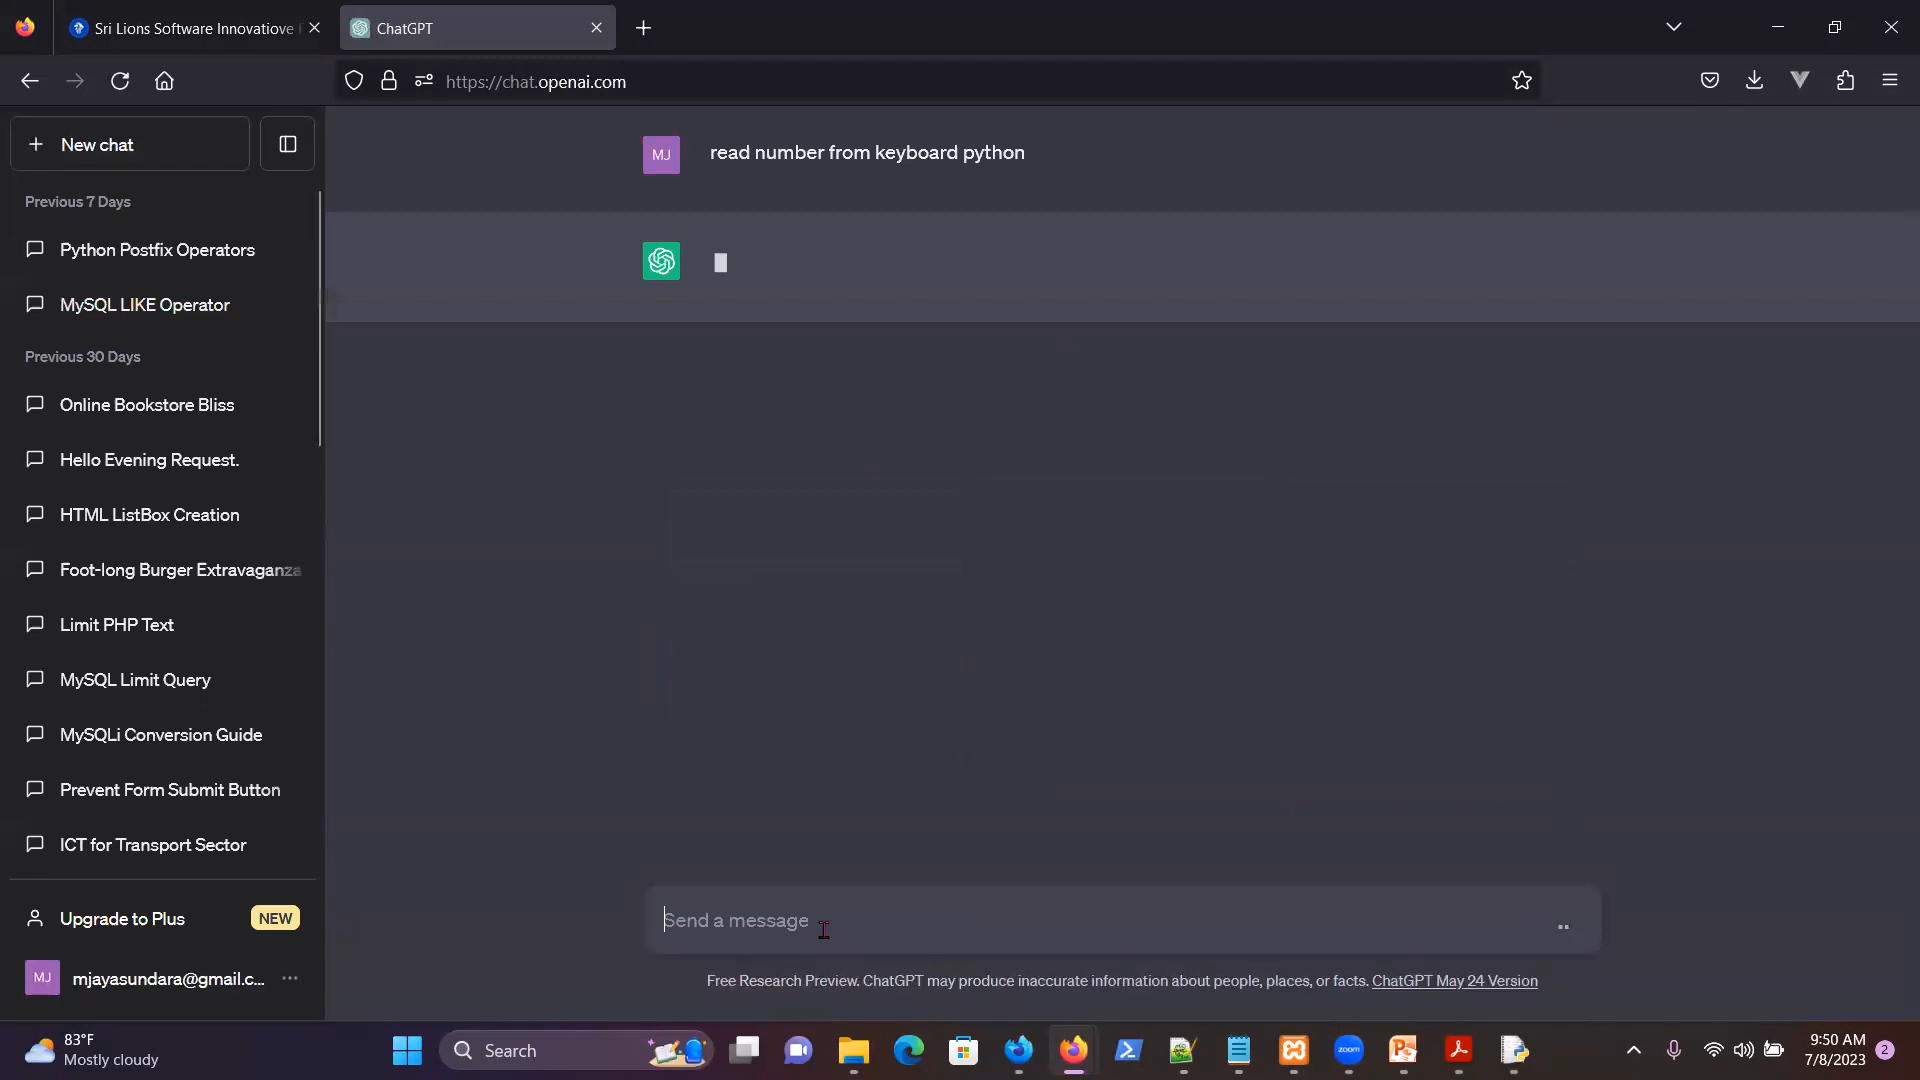 Sri Lions Software Innovatiove
ChatGPT
https://chat.openai.com
New chat
Previous 7 Days
Python Postfix Operators
MySQL LIKE Operator
Previous 30 Days
Online Bookstore Bliss
Hello Evening Request.
HTML ListBox Creation
Foot-long Burger Extravaganza
Limit PHP Text
MySQL Limit Query
MySQLi Conversion Guide
Prevent Form Submit Button
ICT for Transport Sector
Upgrade to Plus
NEW
MJ
mjayasundara@gmail.c...
MJ
read number from keyboard python
Send a message
Free Research Preview. ChatGPT may produce inaccurate information about people, places, or facts. ChatGPT May 24 Version
83°F
Mostly cloudy
Search
zoom
9:50 AM
7/8/2023
2